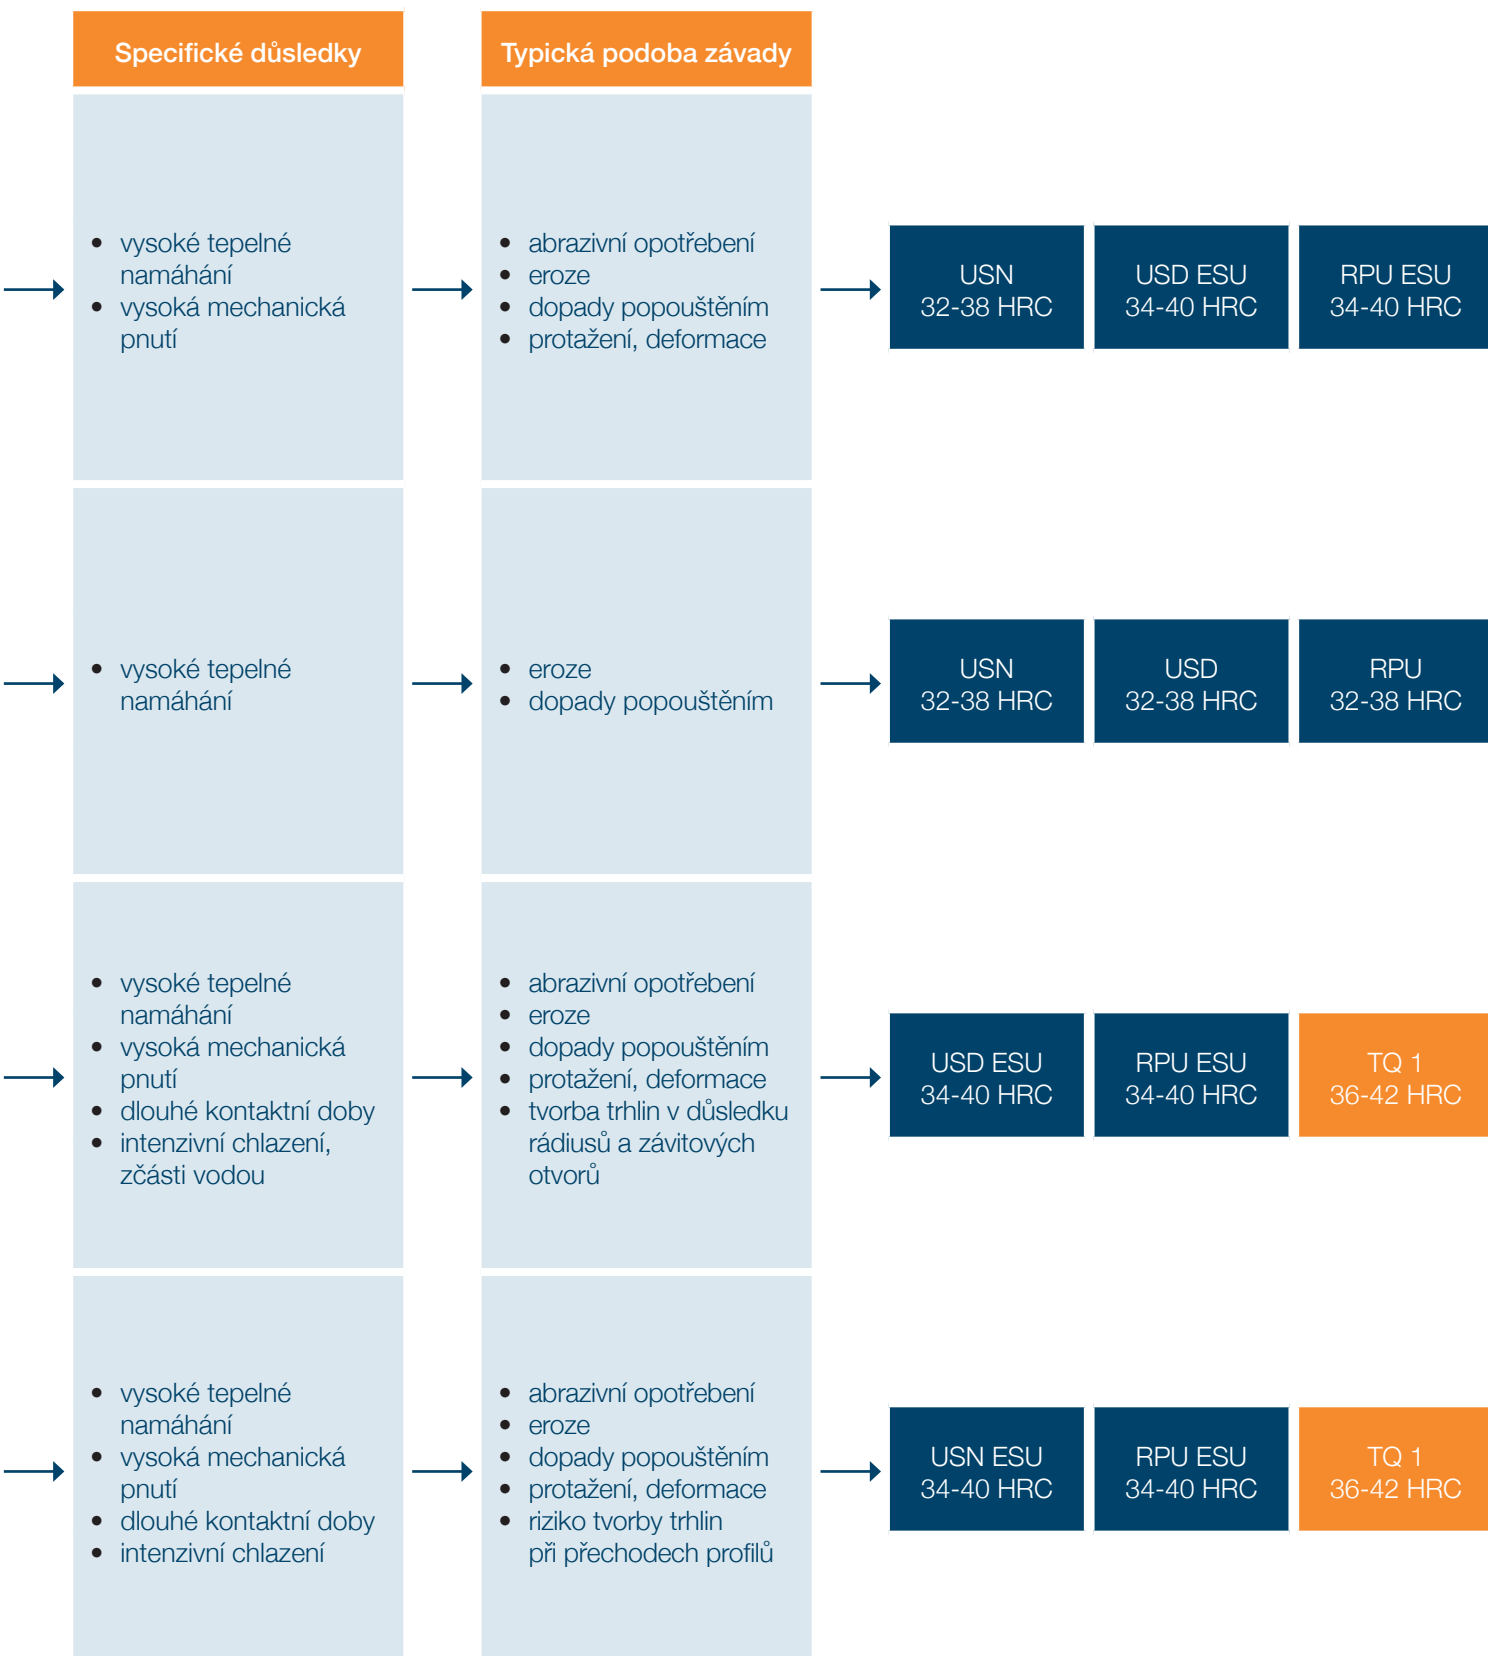 Specifické důsledky
Typická podoba závady
• vysoké tepelné
namáhání
• vysoká mechanická
pnutí
• abrazivní opotřebení
• eroze
• dopady popouštěním
• protažení, deformace
USN
32-38 HRC
USD ESU
34-40 HRC
RPU ESU
34-40 HRC
• vysoké tepelné
namáhání
• eroze
• dopady popouštěním
USN
32-38 HRC
USD
32-38 HRC
RPU
32-38 HRC
• vysoké tepelné
namáhání
• vysoká mechanická
pnutí
• dlouhé kontaktní doby
• intenzivní chlazení,
zčásti vodou
• abrazivní opotřebení
• eroze
• dopady popouštěním
• protažení, deformace
• tvorba trhlin v důsledku
rádiusů a závitových
otvorů
USD ESU
34-40 HRC
RPU ESU
34-40 HRC
TQ 1
36-42 HRC
• vysoké tepelné
namáhání
• vysoká mechanická
pnutí
• dlouhé kontaktní doby
• intenzivní chlazení
• abrazivní opotřebení
• eroze
• dopady popouštěním
• protažení, deformace
• riziko tvorby trhlin
při přechodech profilů
USN ESU
34-40 HRC
RPU ESU
34-40 HRC
TQ 1
36-42 HRC